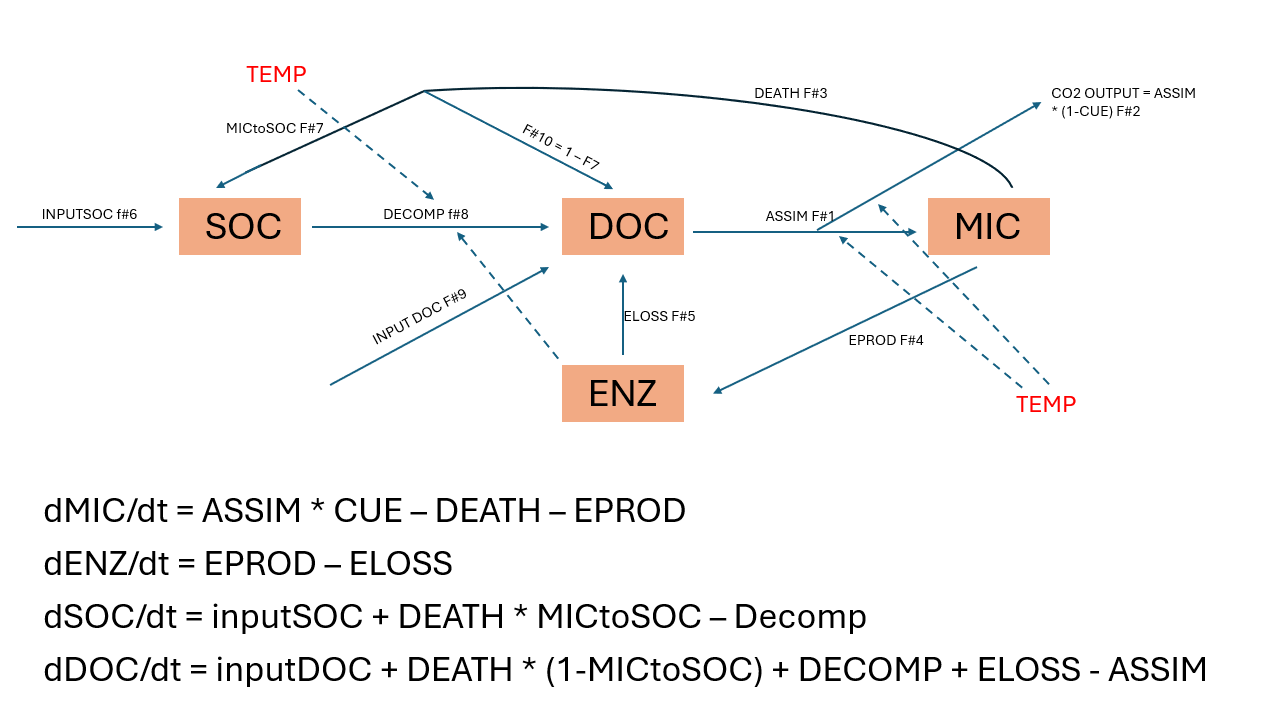 TEMP
DEATH F#3
CO2 OUTPUT = ASSIM
* (1-CUE) F#2
MICtoSOC F#7
F#10 = 1 – F7
INPUTSOC f#6
SOC
DECOMP f#8
DOC
ASSIM F#1
MIC
INPUT DOC F#9
ELOSS F#5
EPROD F#4
ENZ
TEMP
dMIC/dt = ASSIM * CUE – DEATH – EPROD
dENZ/dt = EPROD – ELOSS
dSOC/dt = inputSOC + DEATH * MICtoSOC – Decomp
dDOC/dt = inputDOC + DEATH * (1-MICtoSOC) + DECOMP + ELOSS - ASSIM